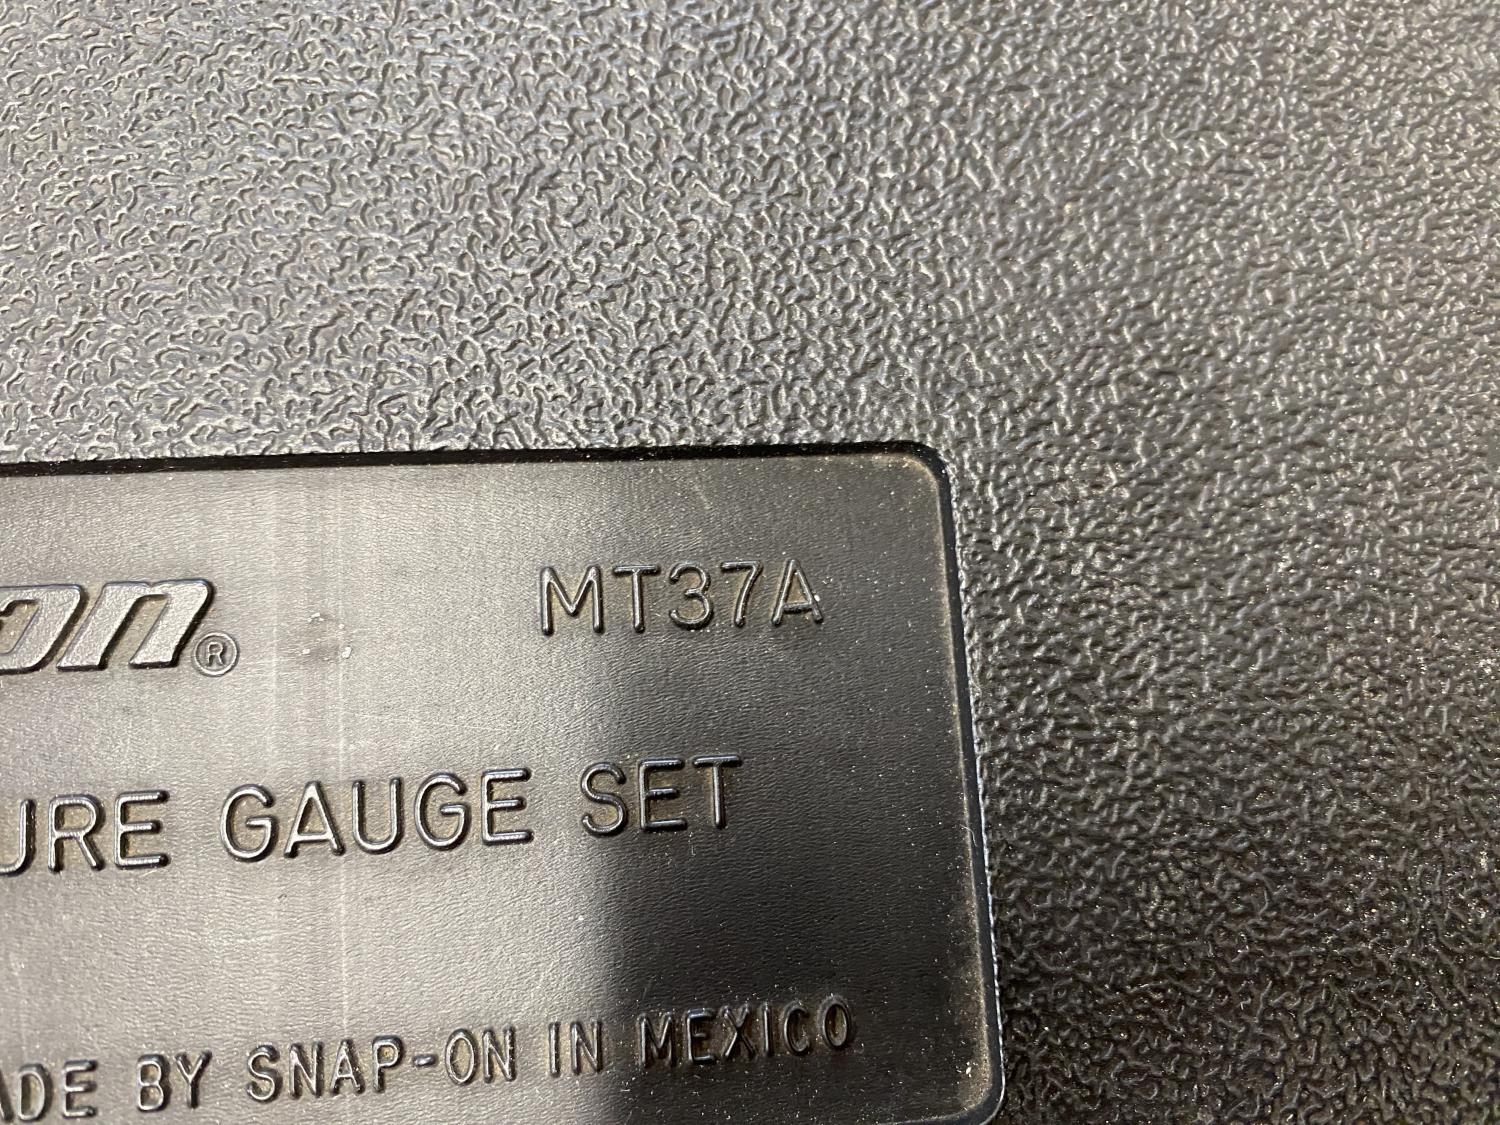 on® MT37A
URE GAUGE SET
ADE BY SNAP-ON IN MEXICO